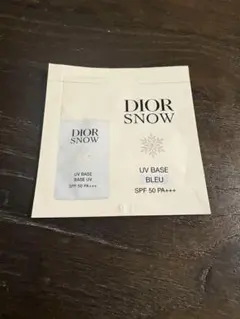 DIOR
SNOW
UV BASE
BASE UV
SPF 50 PA+++
DIOR
SNOW
UV BASE
BLEU
SPF 50 PA+++